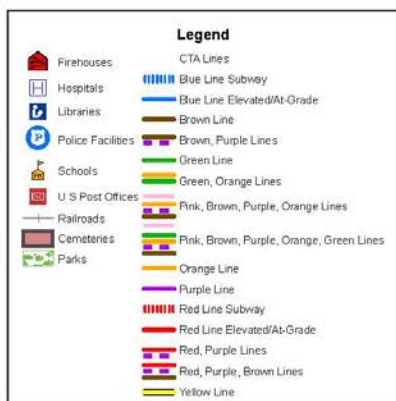 Legend
Firehouses
Hospitals
Libraries
Police Facilities
Schools
U S Post Offices
Railroads
Cemeteries
Parks
CTA Lines
Blue Line Subway
Blue Line Elevated/At-Grade
Brown Line
Brown, Purple Lines
Green Line
Green, Orange Lines
Pink, Brown, Purple, Orange Lines
Pink, Brown, Purple, Orange, Green Lines
Orange Line
Purple Line
Red Line Subway
Red Line Elevated/At-Grade
Red, Purple Lines
Red, Purple, Brown Lines
Yellow Line